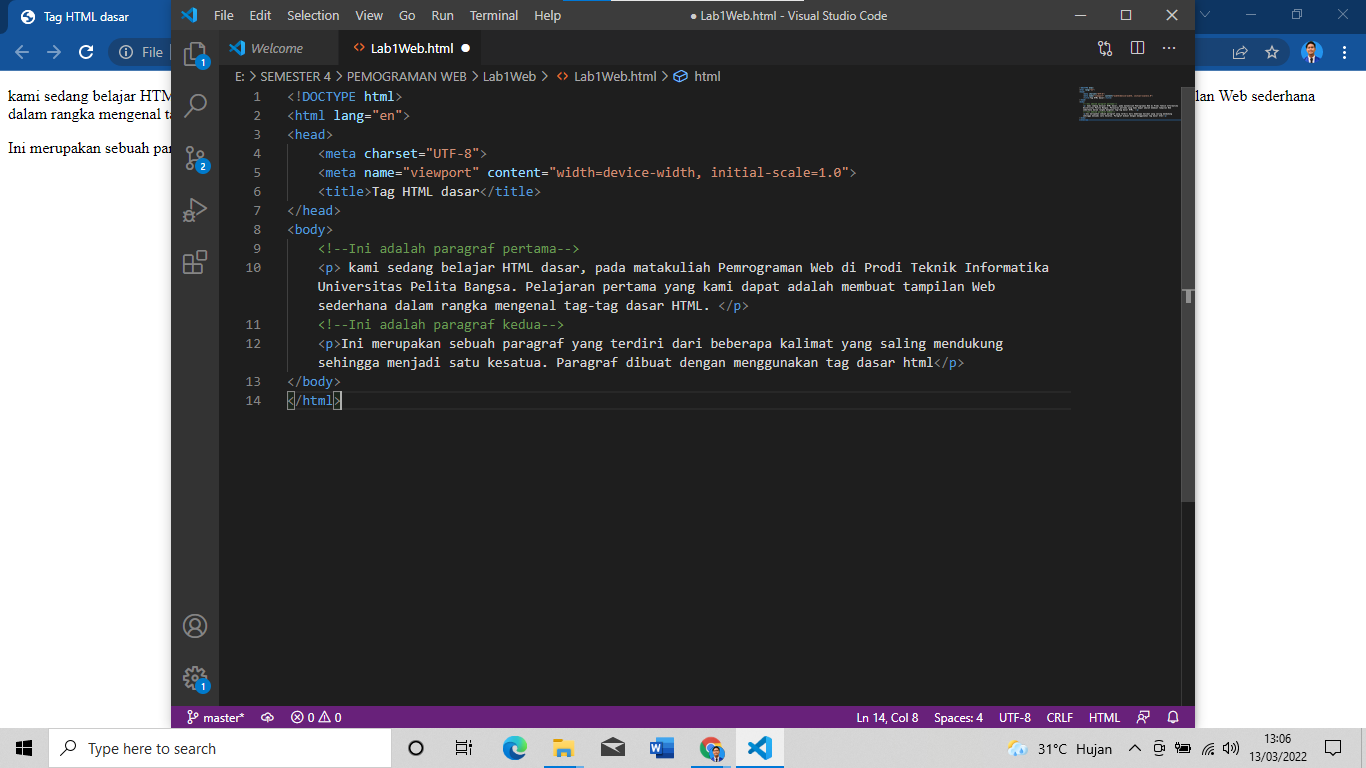 Tag HTML dasar
File Edit Selection View Go Run Terminal Help
● Lab1Web.html - Visual Studio Code
File
Welcome
Lab1Web.html ●
E: > SEMESTER 4 > PEMOGRAMAN WEB > Lab1Web > Lab1Web.html > html
kami sedang belajar HTM
lan Web sederhana
dalam rangka mengenal ta
Ini merupakan sebuah par
1 <!DOCTYPE html>
2 <html lang="en">
3 <head>
4 <meta charset="UTF-8">
5 <meta name="viewport" content="width=device-width, initial-scale=1.0">
6 <title>Tag HTML dasar</title>
7 </head>
8 <body>
9 <!--Ini adalah paragraf pertama-->
10 <p> kami sedang belajar HTML dasar, pada matakuliah Pemrograman Web di Prodi Teknik Informatika
Universitas Pelita Bangsa. Pelajaran pertama yang kami dapat adalah membuat tampilan Web
sederhana dalam rangka mengenal tag-tag dasar HTML. </p>
11 <!--Ini adalah paragraf kedua-->
12 <p>Ini merupakan sebuah paragraf yang terdiri dari beberapa kalimat yang saling mendukung
sehingga menjadi satu kesatua. Paragraf dibuat dengan menggunakan tag dasar html</p>
13 </body>
14 </html>
1
2
1
master* 0 0 Ln 14, Col 8 Spaces: 4 UTF-8 CRLF HTML
Type here to search
31°C Hujan
13:06
13/03/2022